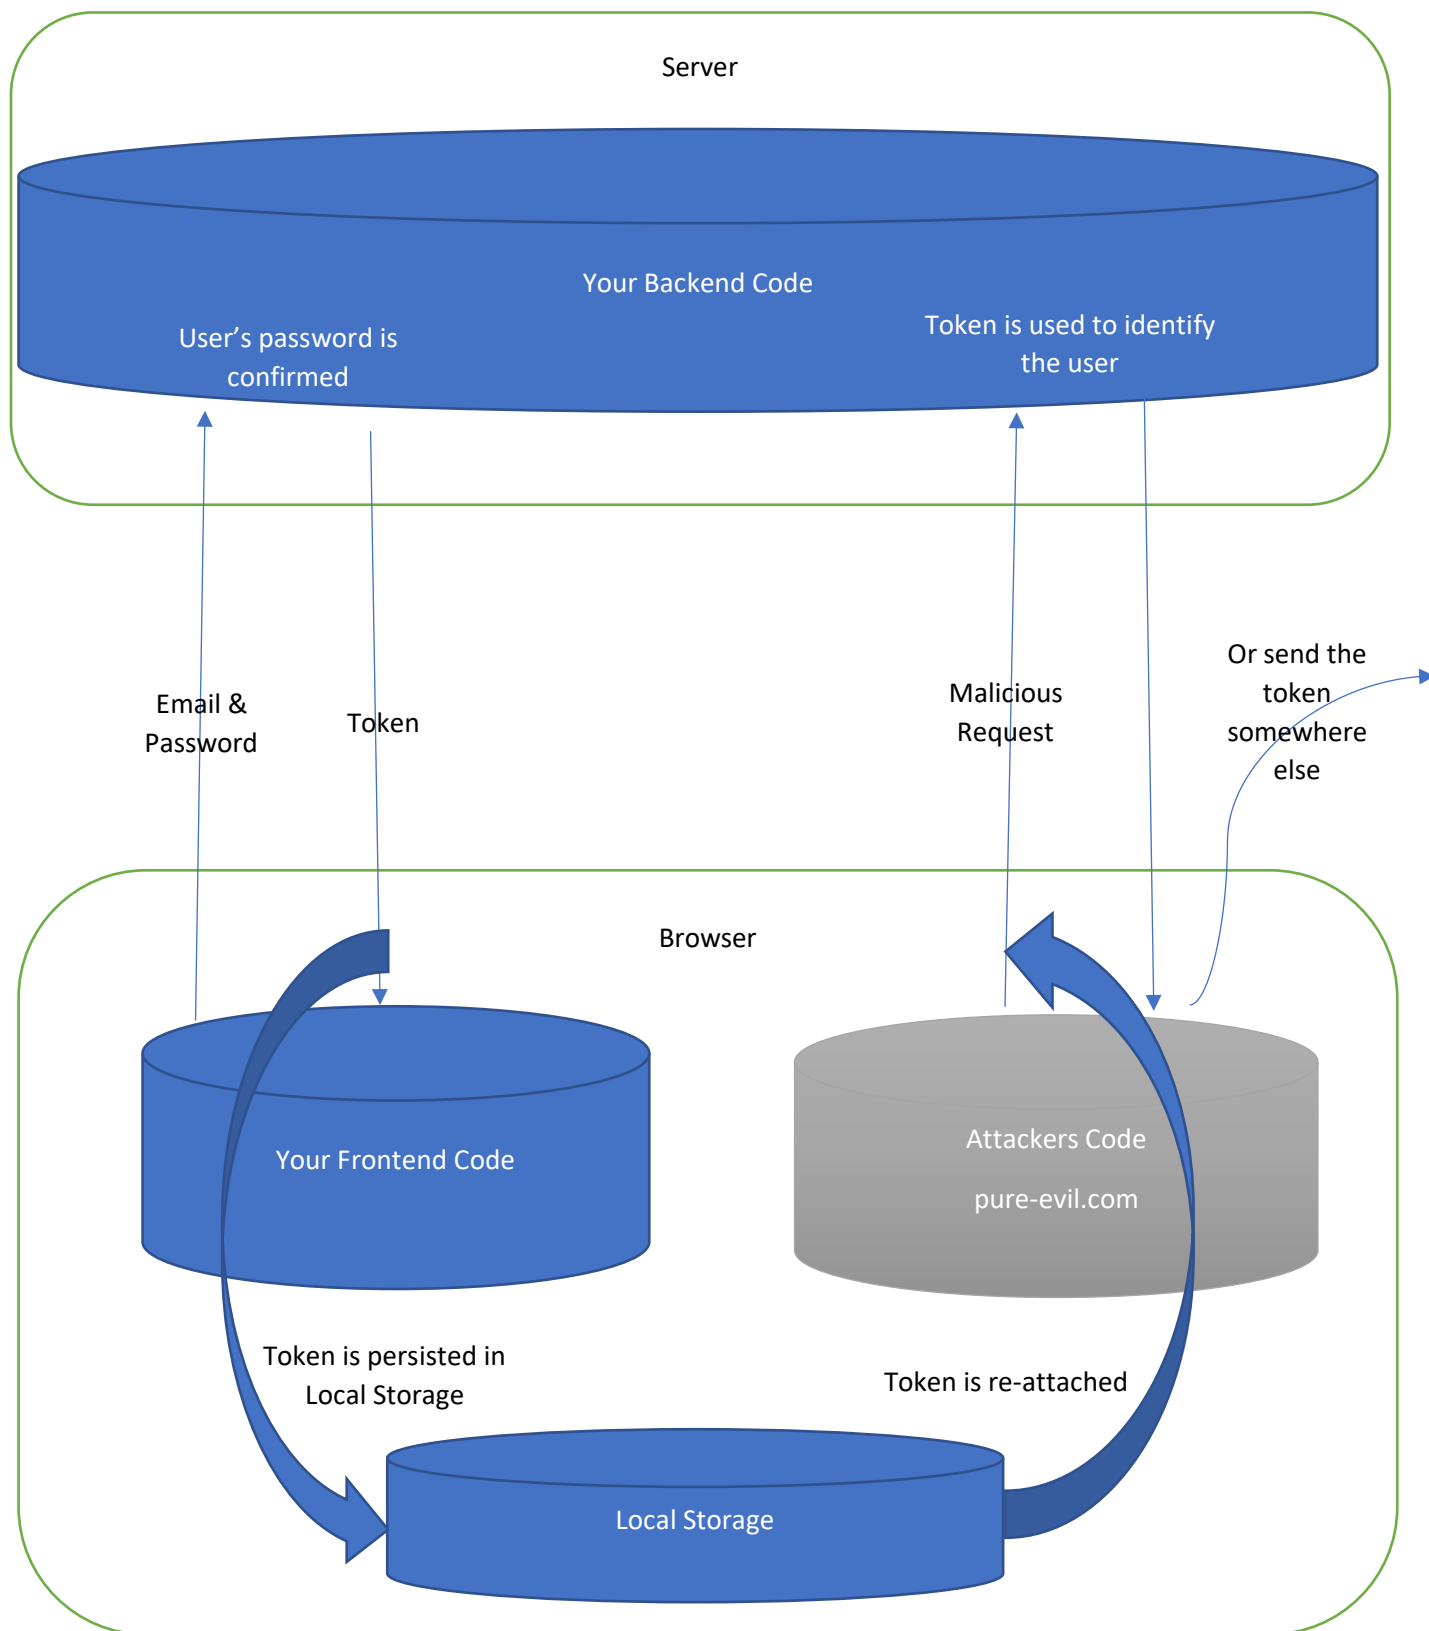 Server
Your Backend Code
User’s password is
confirmed
Token is used to identify
the user
Email &
Password
Token
Malicious
Request
Or send the
token
somewhere
else
Browser
Your Frontend Code
Attackers Code
pure-evil.com
Token is persisted in
Local Storage
Token is re-attached
Local Storage